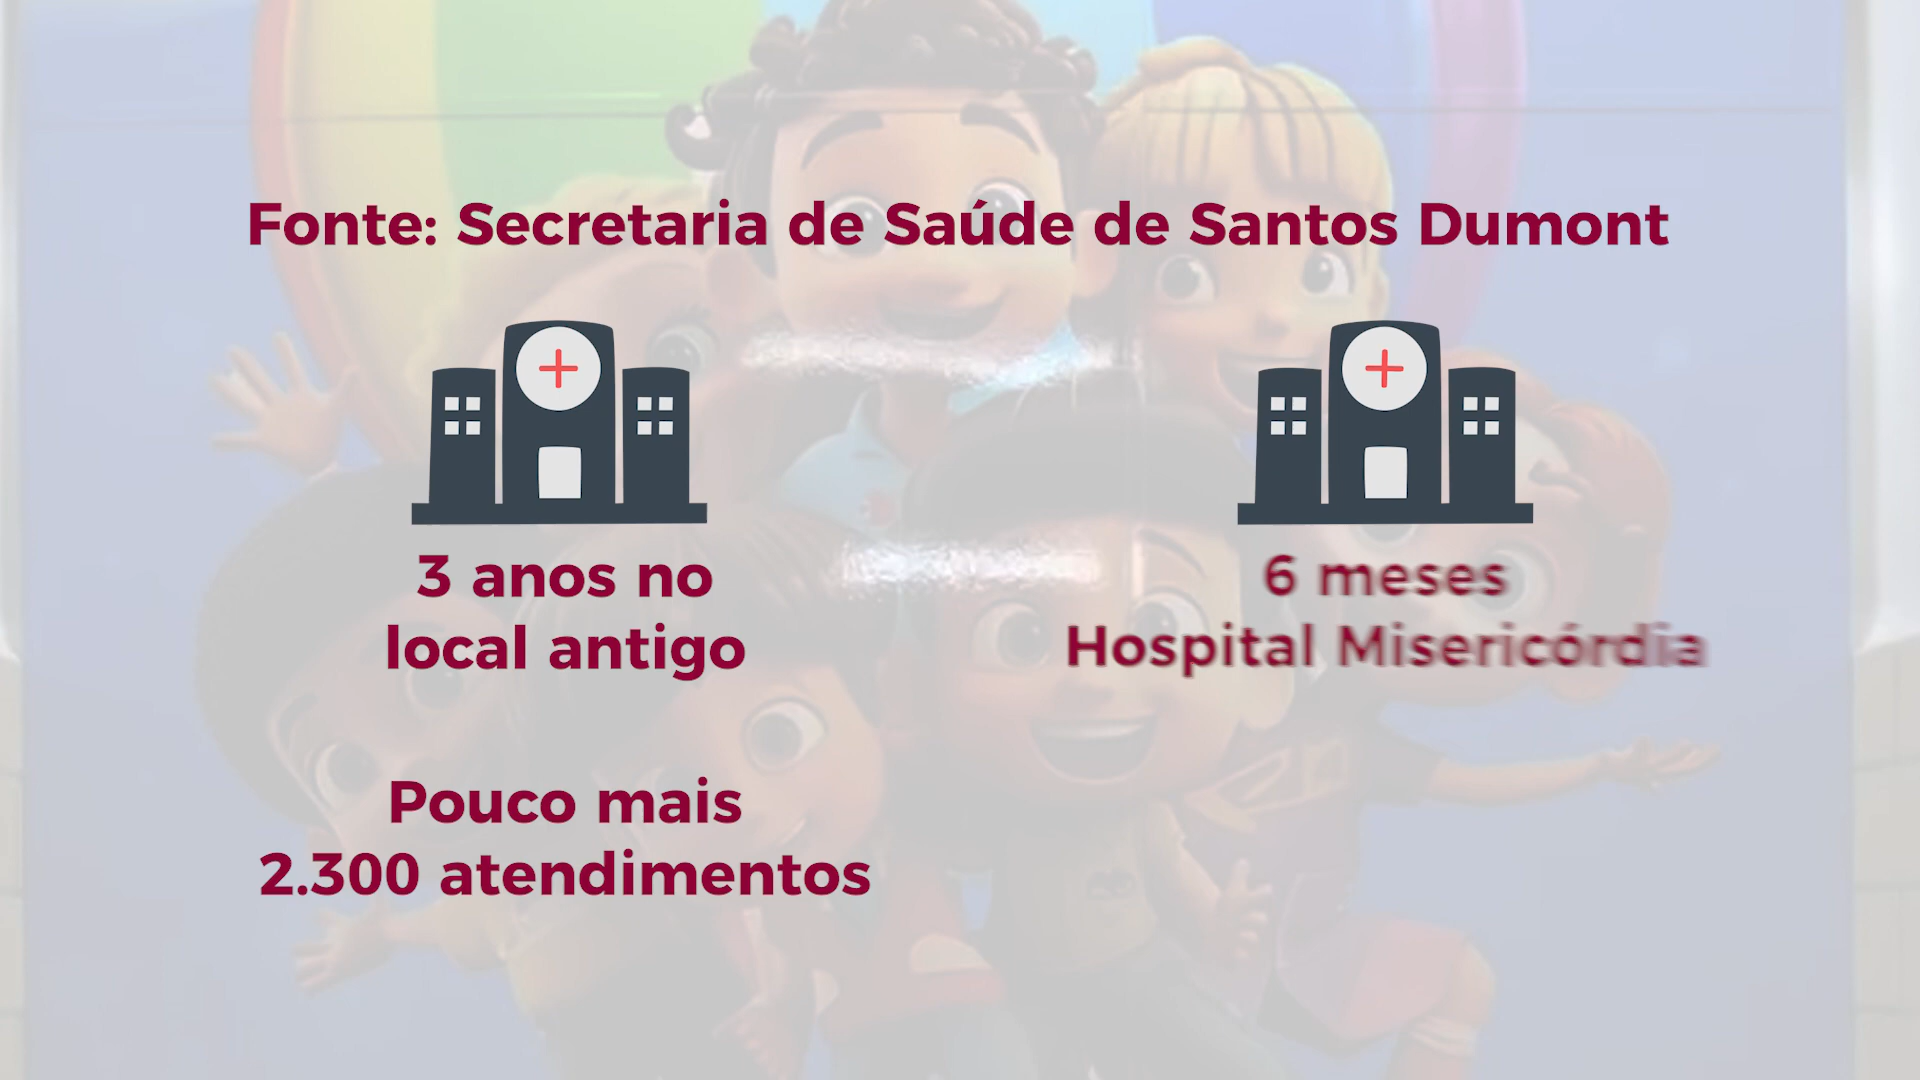 Fonte: Secretaria de Saúde de Santos Dumont
3 anos no
local antigo
Pouco mais
2.300 atendimentos
6 meses
Hospital Misericórdia